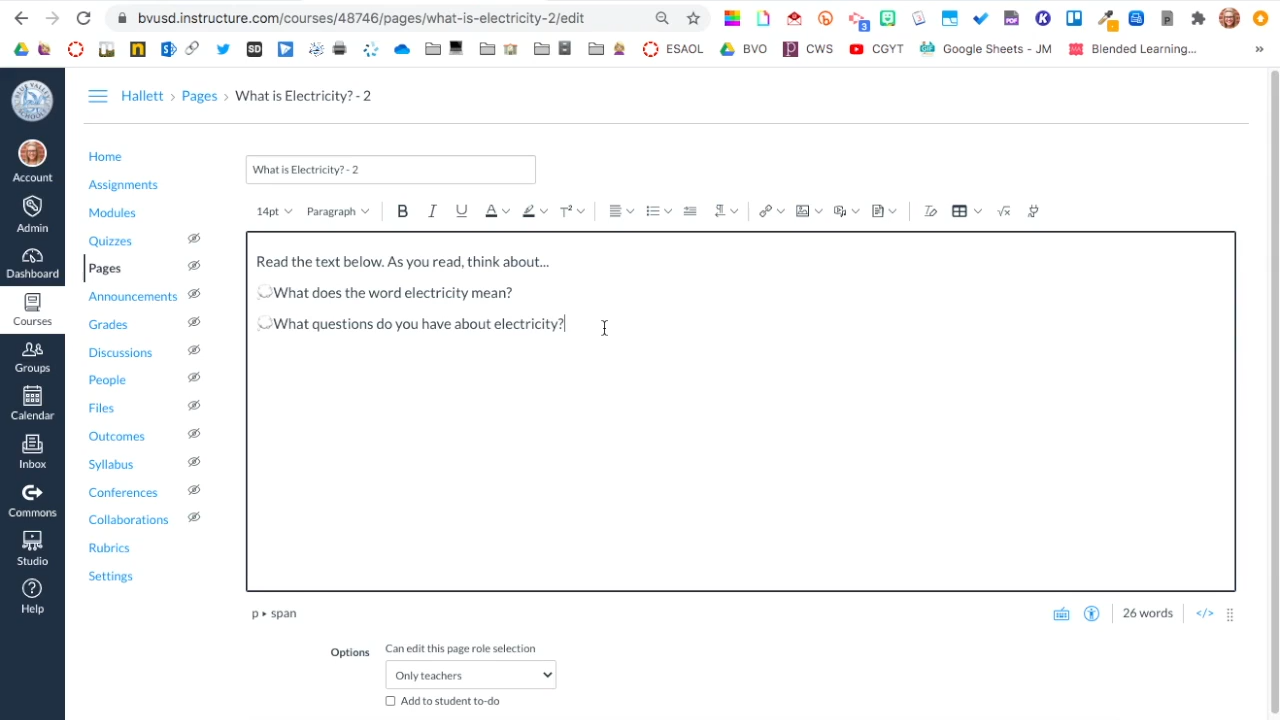 bvusd.instructure.com/courses/48746/pages/what-is-electricity-2/edit
3
SD
PDF
K
P
ESAOL
BVO
CWS
CGYT
Google Sheets - JM
Blended Learning...
»
Hallett > Pages > What is Electricity? - 2
Account
Admin
Dashboard
Courses
Groups
Calendar
Inbox
Commons
Studio
Help
Home
Assignments
Modules
Quizzes
Pages
Announcements
Grades
Discussions
People
Files
Outcomes
Syllabus
Conferences
Collaborations
Rubrics
Settings
What is Electricity? - 2
14pt
Paragraph
B I U A T²
Read the text below. As you read, think about...
What does the word electricity mean?
What questions do you have about electricity?
p ▸ span
26 words
</>
Options
Can edit this page role selection
Only teachers
Add to student to-do